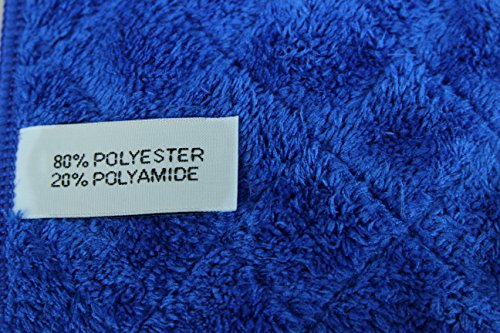 80% POLYESTER
20% POLYAMIDE